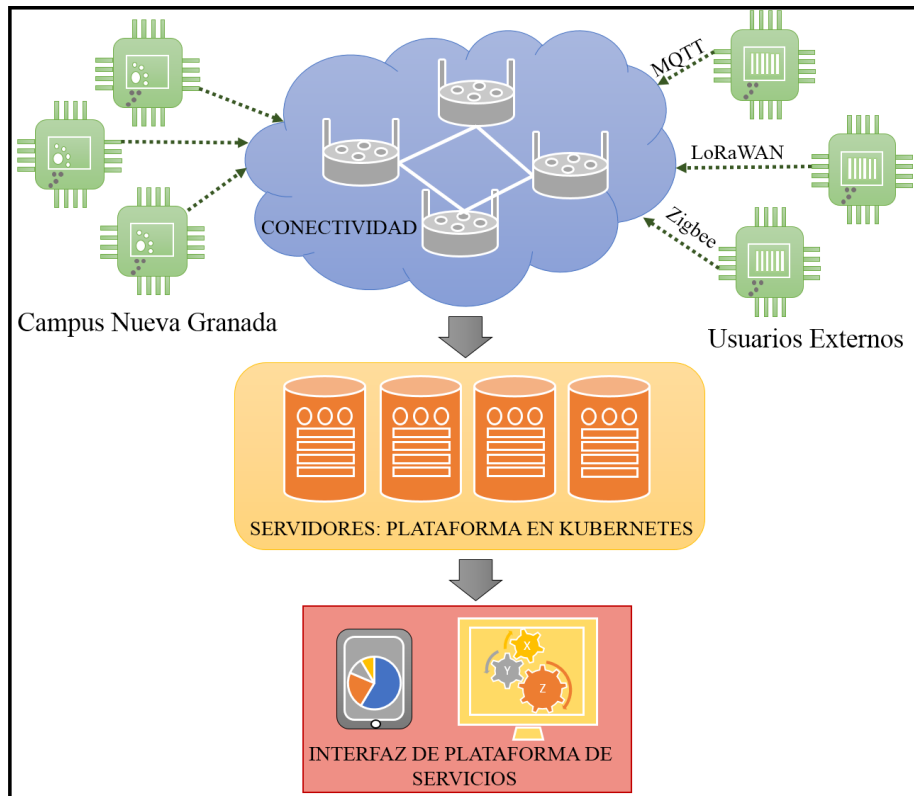 MQTT
LoRaWAN
Zigbee
CONECTIVIDAD
Campus Nueva Granada
Usuarios Externos
SERVIDORES: PLATAFORMA EN KUBERNETES
X
Y
Z
INTERFAZ DE PLATAFORMA DE
SERVICIOS